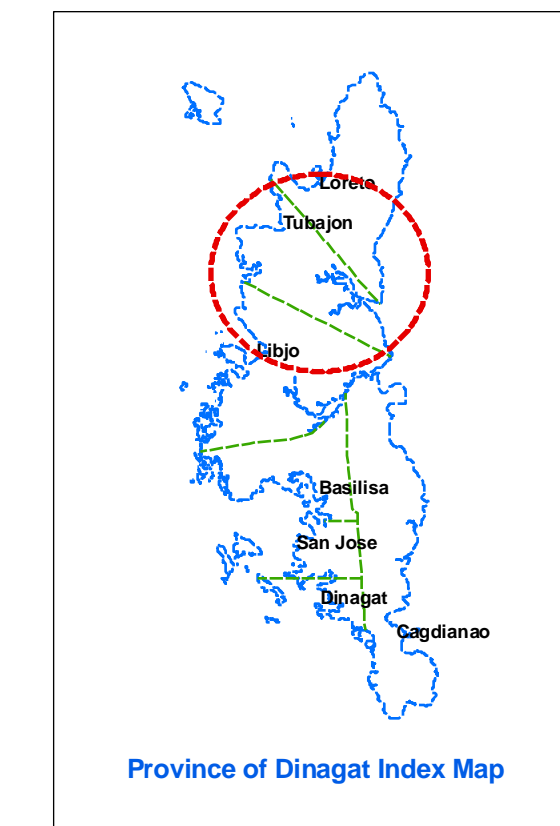 Loreto
Tubajon
Libjo
Basilisa
San Jose
Dinagat
Cagdianao
Province of Dinagat Index Map